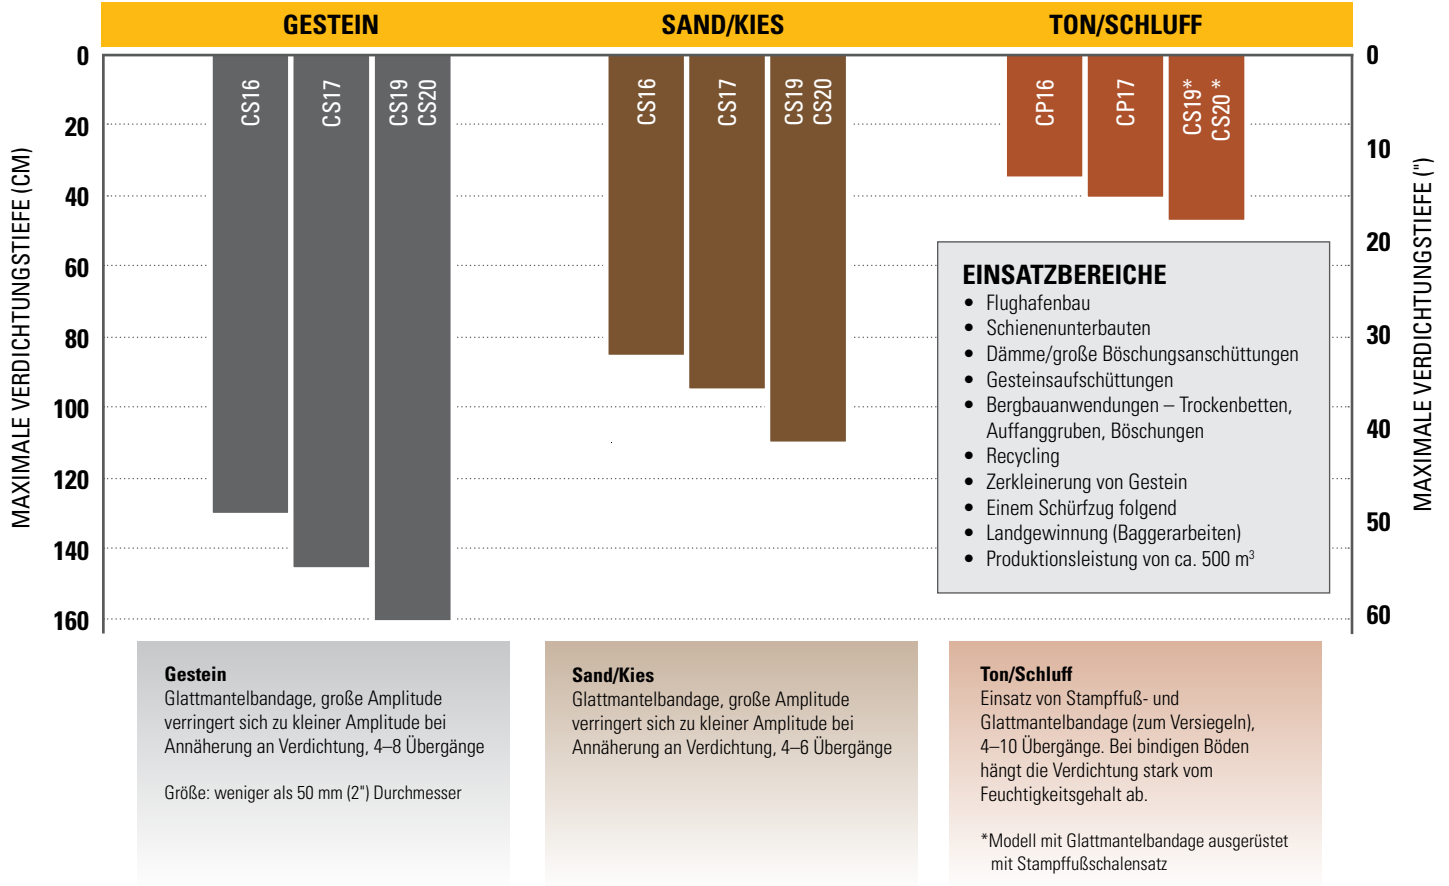 GESTEIN
SAND/KIES
TON/SCHLUFF
MAXIMALE VERDICHTUNGSTIEFE (CM)
0
20
40
60
80
100
120
140
160
CS16
CS17
CS19
CS20
CS16
CS17
CS19
CS20
CP16
CP17
CS19*
CS20 *
0
10
20
30
40
50
60
MAXIMALE VERDICHTUNGSTIEFE (")
EINSATZBEREICHE
• Flughafenbau
• Schienenunterbauten
• Dämme/große Böschungsanschüttungen
• Gesteinsaufschüttungen
• Bergbauanwendungen – Trockenbetten,
Auffanggruben, Böschungen
• Recycling
• Zerkleinerung von Gestein
• Einem Schürfzug folgend
• Landgewinnung (Baggerarbeiten)
• Produktionsleistung von ca. 500 m³
Gestein
Glattmantelbandage, große Amplitude
verringert sich zu kleiner Amplitude bei
Annäherung an Verdichtung, 4–8 Übergänge
Größe: weniger als 50 mm (2") Durchmesser
Sand/Kies
Glattmantelbandage, große Amplitude
verringert sich zu kleiner Amplitude bei
Annäherung an Verdichtung, 4–6 Übergänge
Ton/Schluff
Einsatz von Stampffuß- und
Glattmantelbandage (zum Versiegeln),
4–10 Übergänge. Bei bindigen Böden
hängt die Verdichtung stark vom
Feuchtigkeitsgehalt ab.
*Modell mit Glattmantelbandage ausgerüstet
mit Stampffußschalensatz